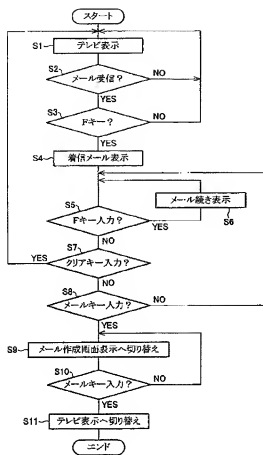 スタート
S1
テレビ表示
S2
メール受信？
NO
YES
S3
Fキー？
NO
YES
S4
着信メール表示
メール続き表示
S5
Fキー入力？
YES
S6
NO
S7
YES
クリアキー入力？
NO
S8
メールキー入力？
NO
YES
S9
メール作成画面表示へ切り替え
S10
メールキー入力？
NO
YES
S11
テレビ表示へ切り替え
エンド